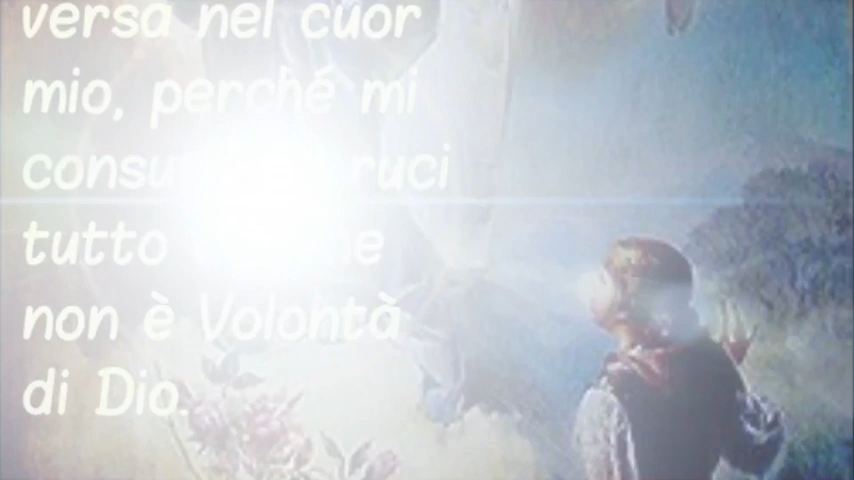 versa nel cuor
mio, perché mi
tutto
non è Volontà
di Dio.